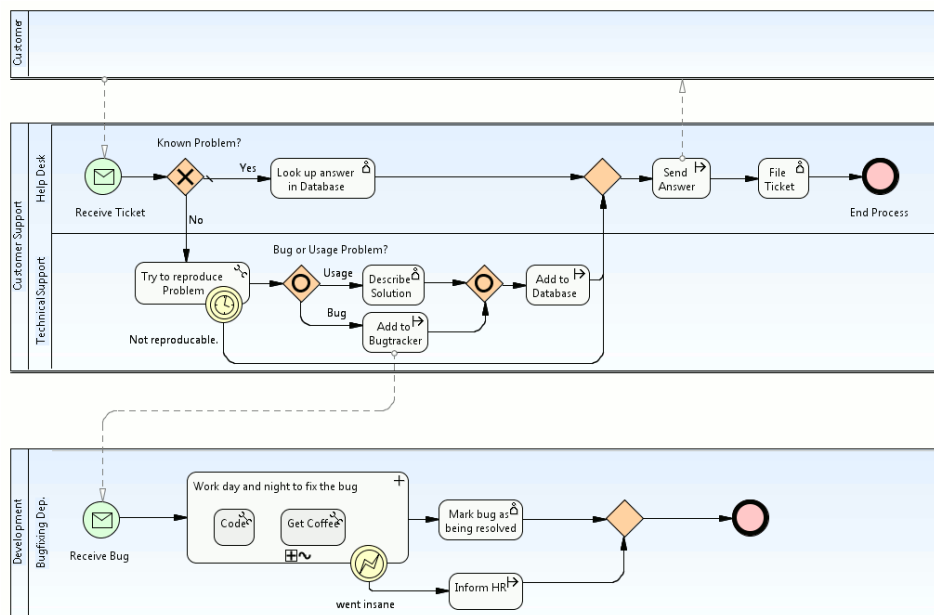 Customer
Customer Support
Help Desk
Known Problem?
Receive Ticket
Yes
Look up answer
in Database
Send
Answer
File
Ticket
End Process
No
TechnicalSupport
Bug or Usage Problem?
Try to reproduce
Problem
Usage
Describe
Solution
Add to
Database
Bug
Add to
Bugtracker
Not reproducable.
Development
Bugfixing Dep.
Receive Bug
Work day and night to fix the bug
Code
Get Coffee
Mark bug as
being resolved
went insane
Inform HR